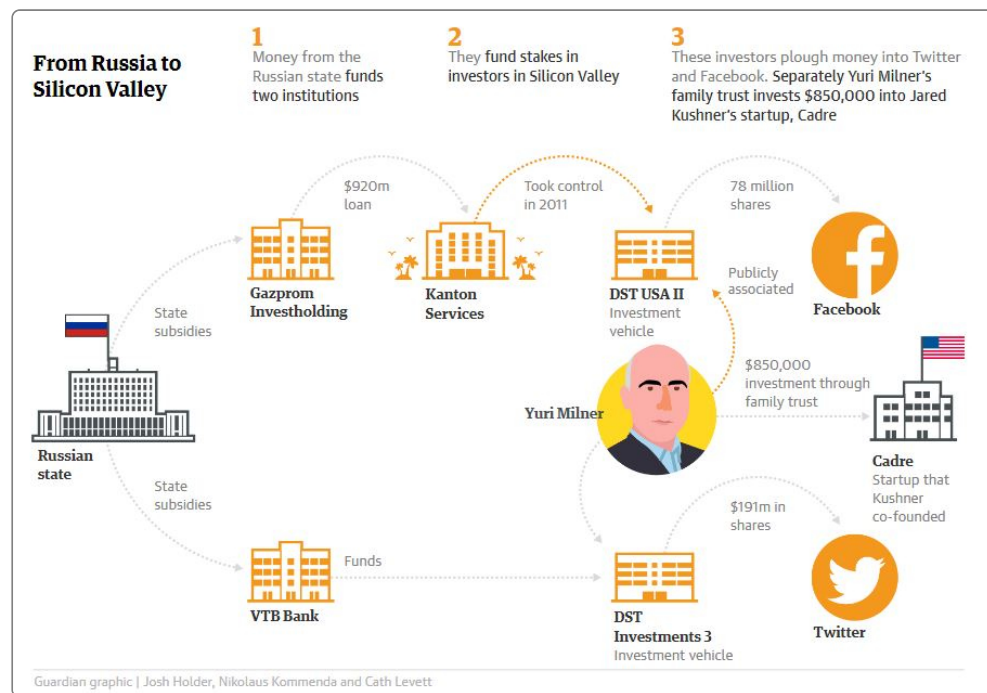 From Russia to
Silicon Valley
1
Money from the
Russian state funds
two institutions
2
They fund stakes in
investors in Silicon Valley
3
These investors plough money into Twitter
and Facebook. Separately Yuri Milner's
family trust invests $850,000 into Jared
Kushner's startup, Cadre
$920m
loan
Took control
in 2011
78 million
shares
Gazprom
Investholding
Kanton
Services
DST USA II
Investment
vehicle
Publicly
associated
Facebook
State
subsidies
$850,000
investment through
family trust
Yuri Milner
Russian
state
Cadre
Startup that
Kushner
co-founded
State
subsidies
$191m in
shares
Funds
VTB Bank
DST
Investments 3
Investment vehicle
Twitter
Guardian graphic | Josh Holder, Nikolaus Kommenda and Cath Levett